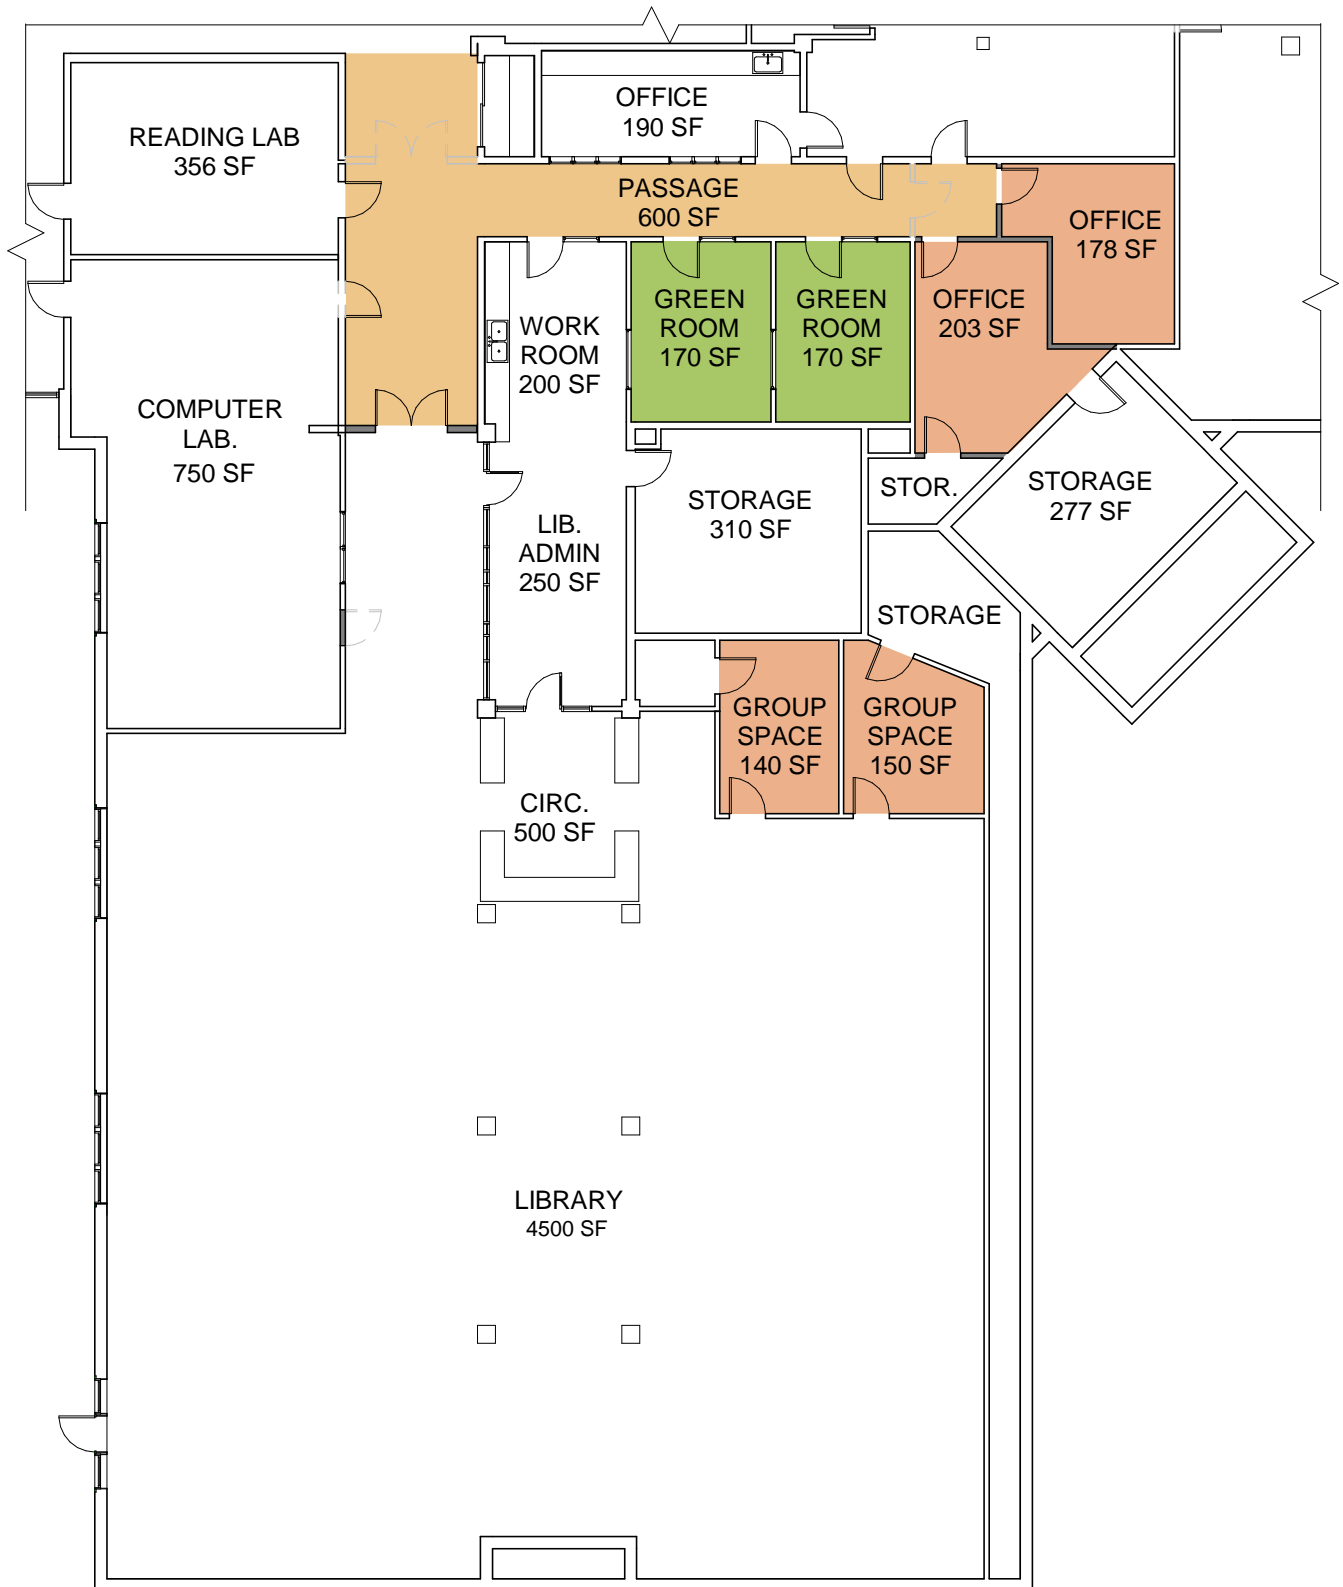 READING LAB
356 SF
OFFICE
190 SF
PASSAGE
600 SF
OFFICE
178 SF
COMPUTER
LAB.
750 SF
WORK
ROOM
200 SF
GREEN
ROOM
170 SF
GREEN
ROOM
170 SF
OFFICE
203 SF
LIB.
ADMIN
250 SF
STORAGE
310 SF
STOR.
STORAGE
277 SF
STORAGE
GROUP
SPACE
140 SF
GROUP
SPACE
150 SF
CIRC.
500 SF
LIBRARY
4500 SF